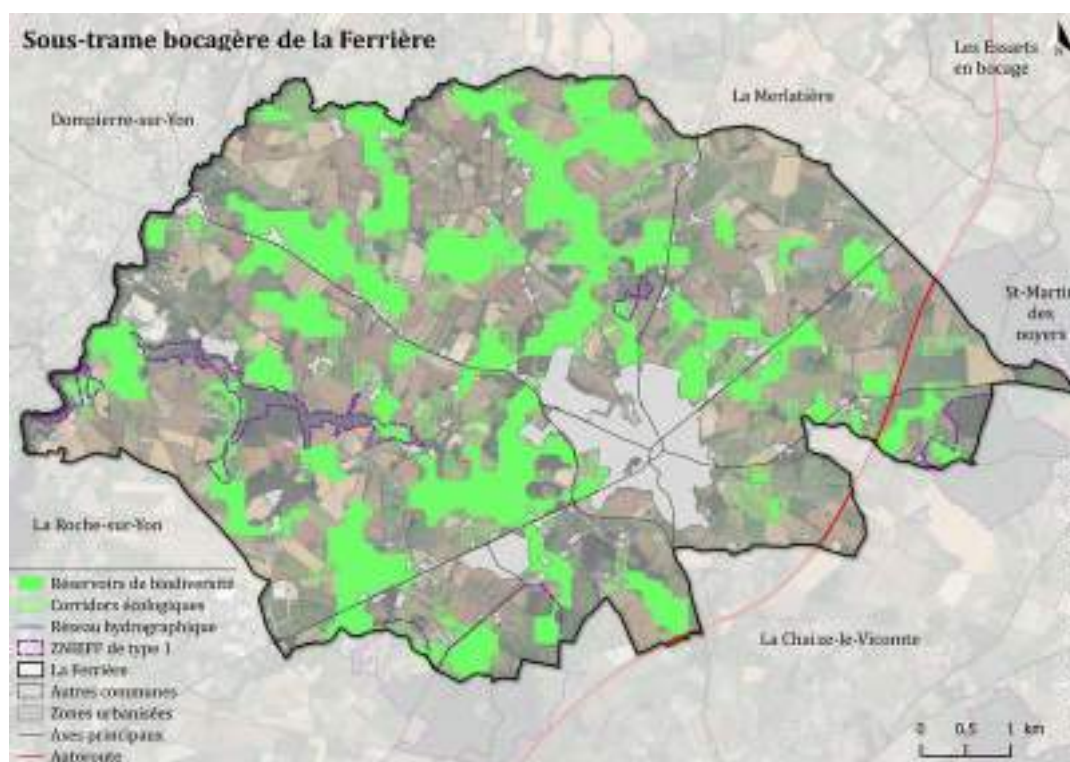 Sous-trame bocagère de la Ferrière
Les Essarts
en bocage
N
La Merlatière
Dompierre-sur-Yon
St-Martin
des
noyers
La Roche-sur-Yon
La Chaize-le-Vicomte
Réservoirs de biodiversité
Corridors écologiques
Réseau hydrographique
ZNIEFF de type 1
La Ferrière
Autres communes
Zones urbanisées
Axes principaux
Autoroute
0 0,5 1 km